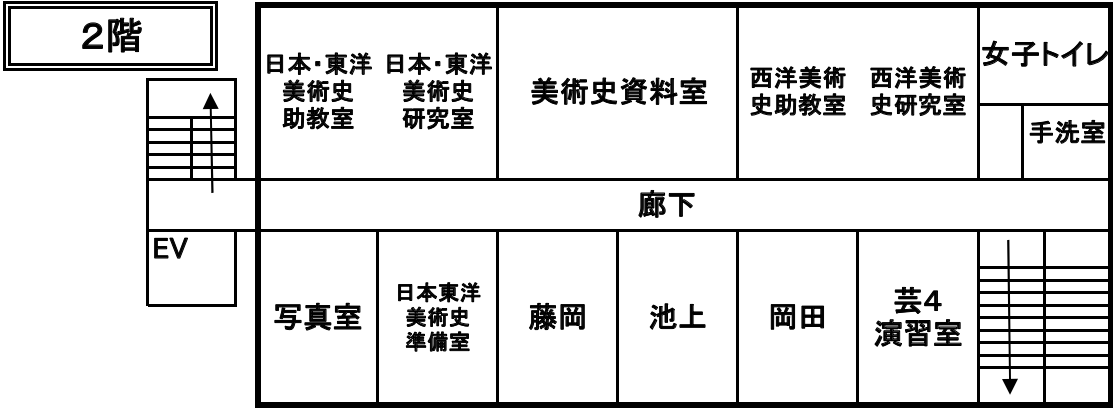 ２階
日本・東洋
美術史
助教室
日本・東洋
美術史
研究室
美術史資料室
西洋美術
史助教室
西洋美術
史研究室
女子トイレ
手洗室
廊下
EV
写真室
日本東洋
美術史
準備室
藤岡
池上
岡田
芸４
演習室